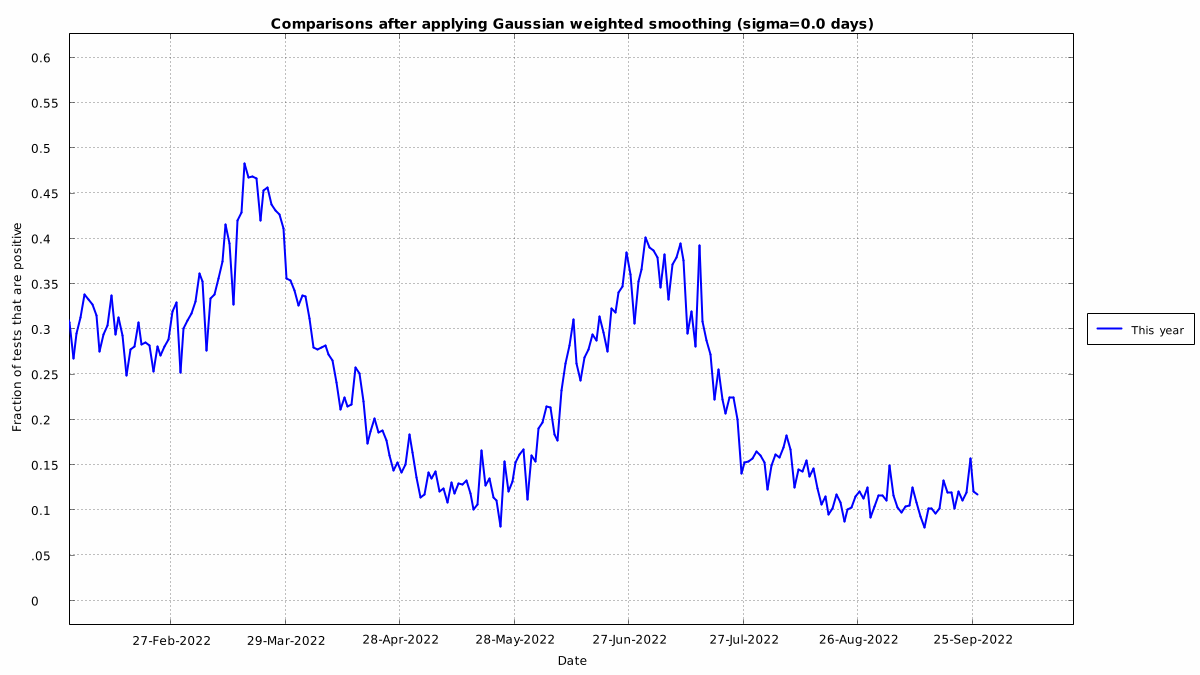 Comparisons after applying Gaussian weighted smoothing (sigma=0.0 days)
0.6
0.55
0.5
0.45
0.4
0.35
0.3
0.25
0.2
0.15
0.1
.05
0
Fraction of tests that are positive
27-Feb-2022 29-Mar-2022 28-Apr-2022 28-May-2022 27-Jun-2022 27-Jul-2022 26-Aug-2022 25-Sep-2022
Date
This year